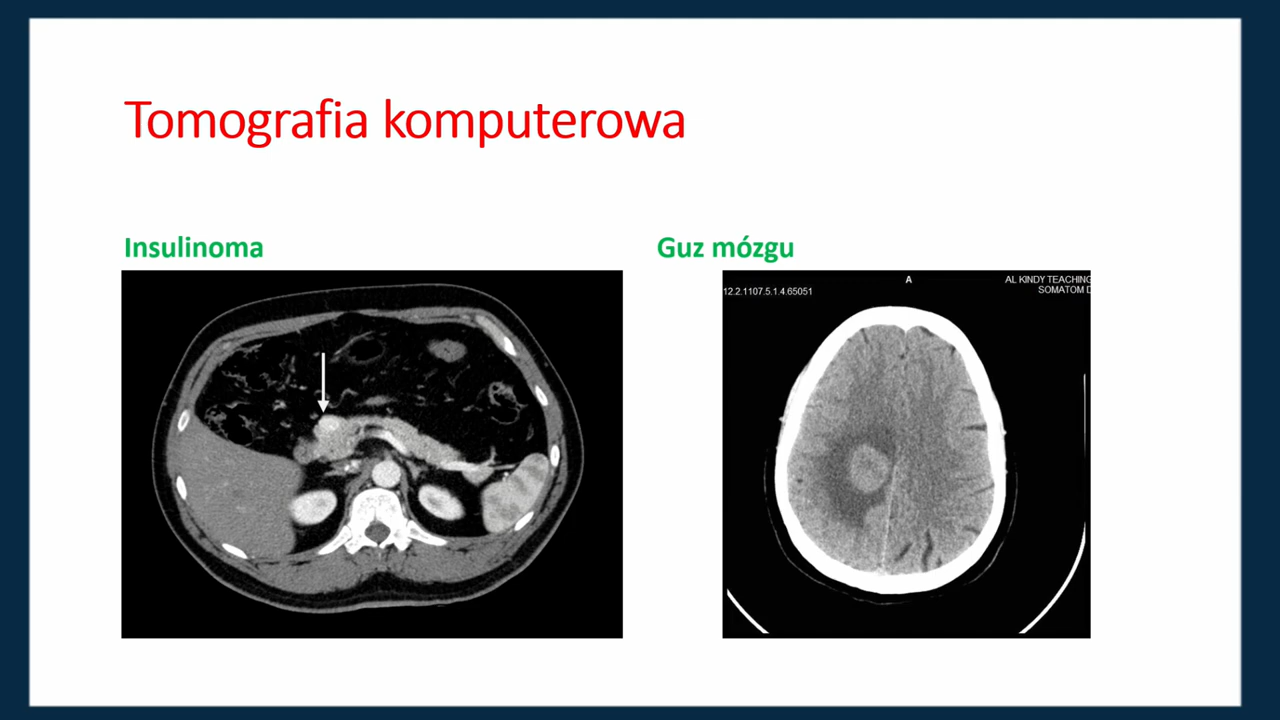 Tomografia komputerowa
Insulinoma
Guz mózgu
A
AL KINDY TEACHING
12.2.1107.5.1.4.65051
SOMATOM D